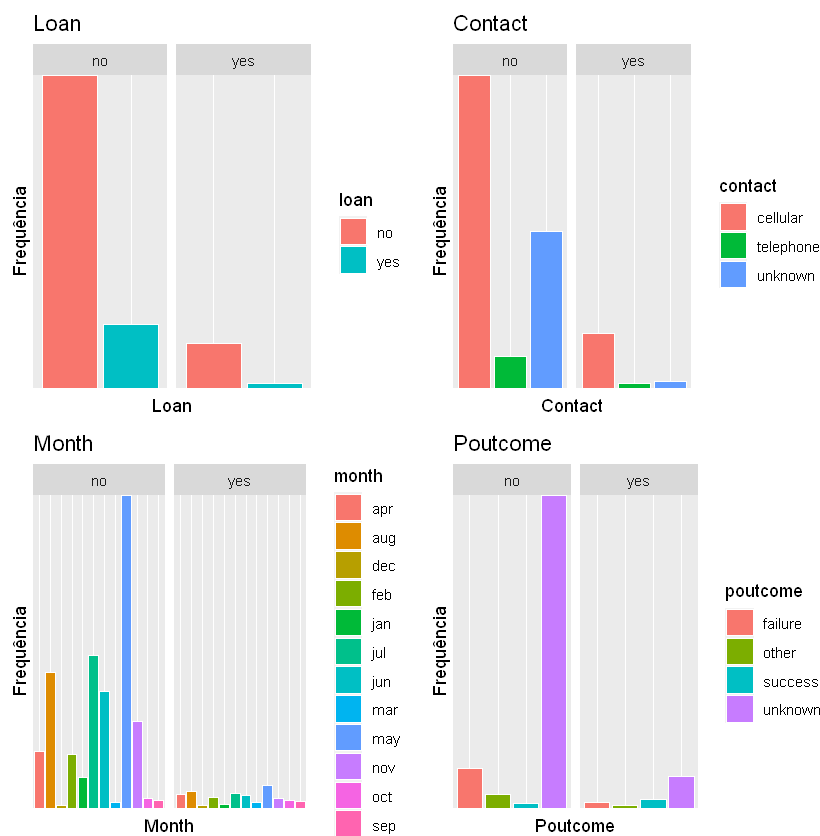 Loan
no yes
Frequência
Loan
loan
no
yes
Contact
no yes
Frequência
Contact
contact
cellular
telephone
unknown
Month
no yes
Frequência
Month
month
apr
aug
dec
feb
jan
jul
jun
mar
may
nov
oct
sep
Poutcome
no yes
Frequência
Poutcome
poutcome
failure
other
success
unknown